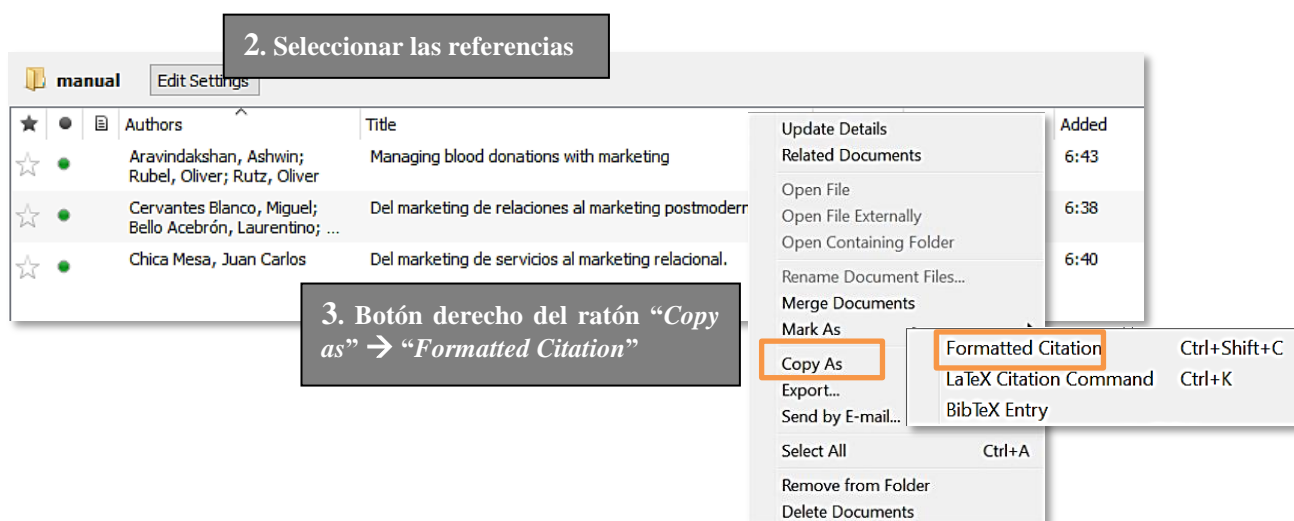 2. Seleccionar las referencias
manual Edit Settings
Authors Title Added
Aravindakshan, Ashwin; Managing blood donations with marketing 6:43
Rubel, Oliver; Rutz, Oliver
Cervantes Blanco, Miguel; Del marketing de relaciones al marketing postmodern 6:38
Bello Acebrón, Laurentino; ...
Chica Mesa, Juan Carlos Del marketing de servicios al marketing relacional. 6:40
3. Botón derecho del ratón “Copy
as” → “Formatted Citation”
Update Details
Related Documents
Open File
Open File Externally
Open Containing Folder
Rename Document Files...
Merge Documents
Mark As
Copy As
Export...
Send by E-mail...
Select All Ctrl+A
Remove from Folder
Delete Documents
Formatted Citation Ctrl+Shift+C
LaTeX Citation Command Ctrl+K
BibTeX Entry